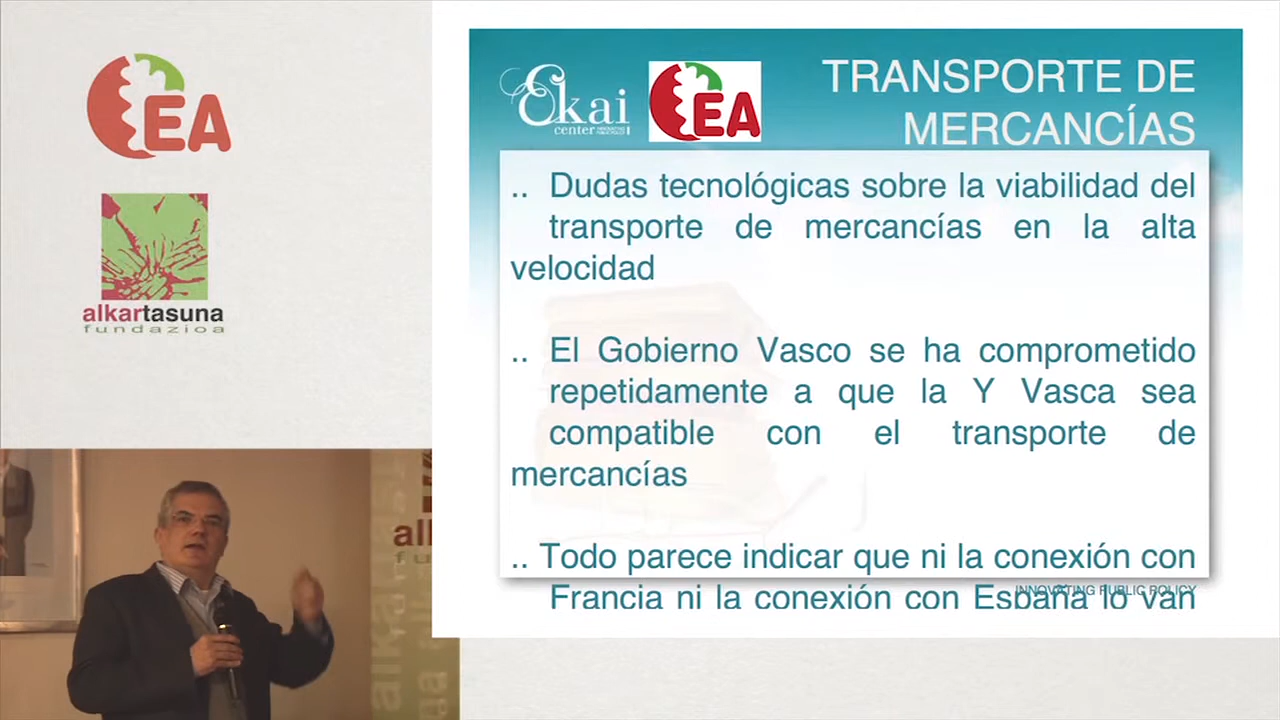 EA
alkartasuna
fundazioa
Ekai
center
EA
TRANSPORTE DE
MERCANCÍAS
.. Dudas tecnológicas sobre la viabilidad del
transporte de mercancías en la alta
velocidad
.. El Gobierno Vasco se ha comprometido
repetidamente a que la Y Vasca sea
compatible con el transporte de
mercancías
.. Todo parece indicar que ni la conexión con
INNOVATING PUBLIC POLICY
Francia ni la conexión con España lo van
al
fu
alkartas